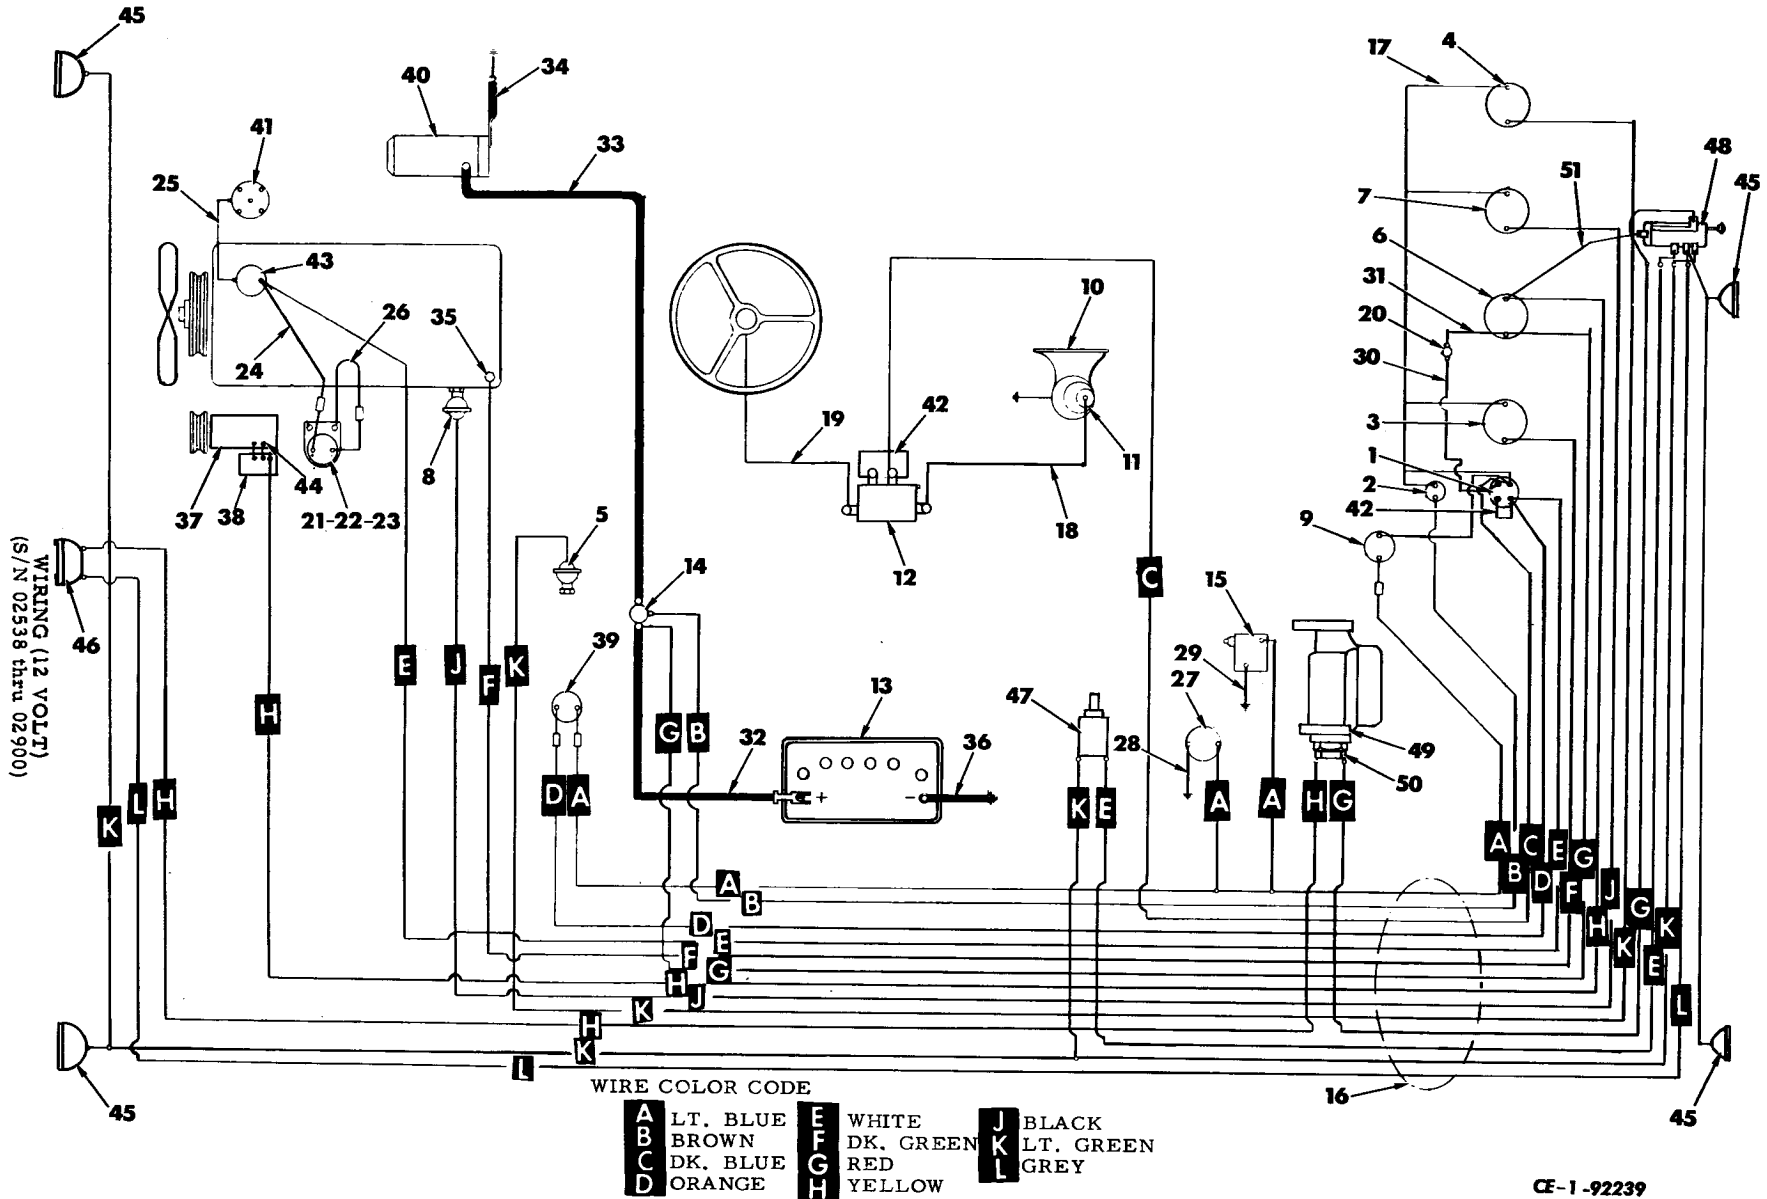 45
40
34
17
4
41
33
48
25
51
45
7
43
6
10
31
26
35
20
24
30
42
19
3
11
8
1
44
2
37
38
21-22-23
18
42
9
5
12
14
C
15
46
39
E
J
F
K
29
27
13
47
H
G
B
32
36
28
49
D
A
50
K
L
H
K
E
A
A
H
G
A
C
E
G
B
D
F
J
G
K
H
K
E
L
A
B
D
E
F
G
H
J
K
H
K
L
16
45
45
WIRING (12 VOLT)
(S/N 02538 thru 02900)
WIRE COLOR CODE
A LT. BLUE
B BROWN
C DK. BLUE
D ORANGE
E WHITE
F DK. GREEN
G RED
H YELLOW
J BLACK
K LT. GREEN
L GREY
CE-1-92239